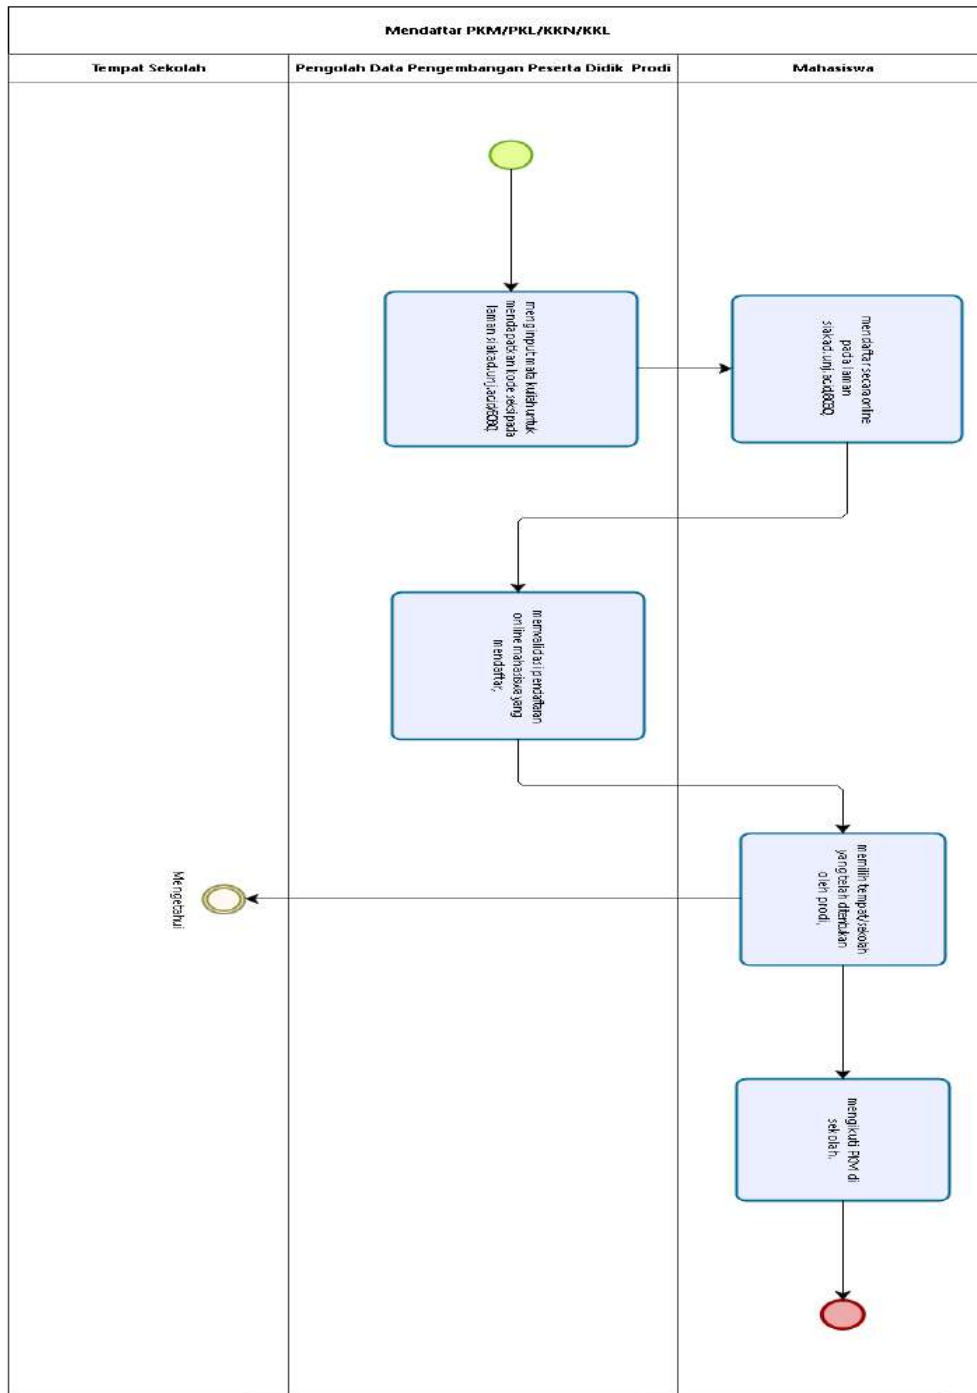 Mendaftar PKM/PKL/KKN/KKL
Tempat Sekolah
Pengolah Data Pengembangan Peserta Didik Prodi
Mahasiswa
menginput mata kuliah untuk
mendapatkan kode seksi pada
laman siakad.unj.ac.id
mendaftar secara online
pada laman
siakad.unj.ac.id
memvalidasi pendaftaran
online mahasiswa yang
mendaftar,
memilih tempat/sekolah
yang telah ditentukan
oleh prodi,
Mengetahui
mengikuti PKM di
sekolah.